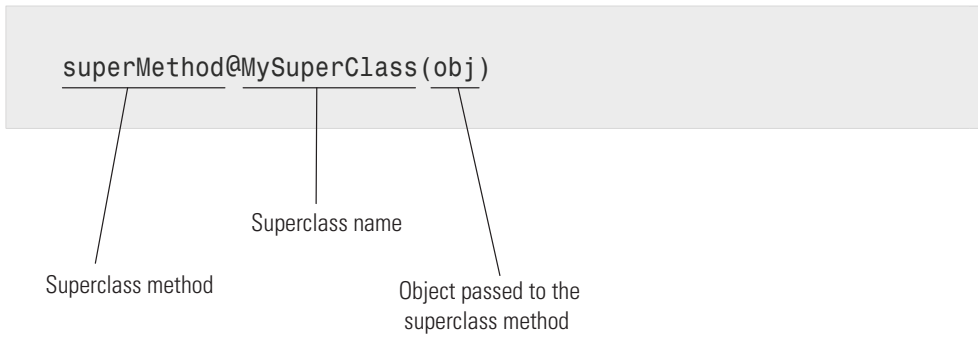 superMethod@MySuperClass(obj)
Superclass name
Superclass method
Object passed to the
superclass method